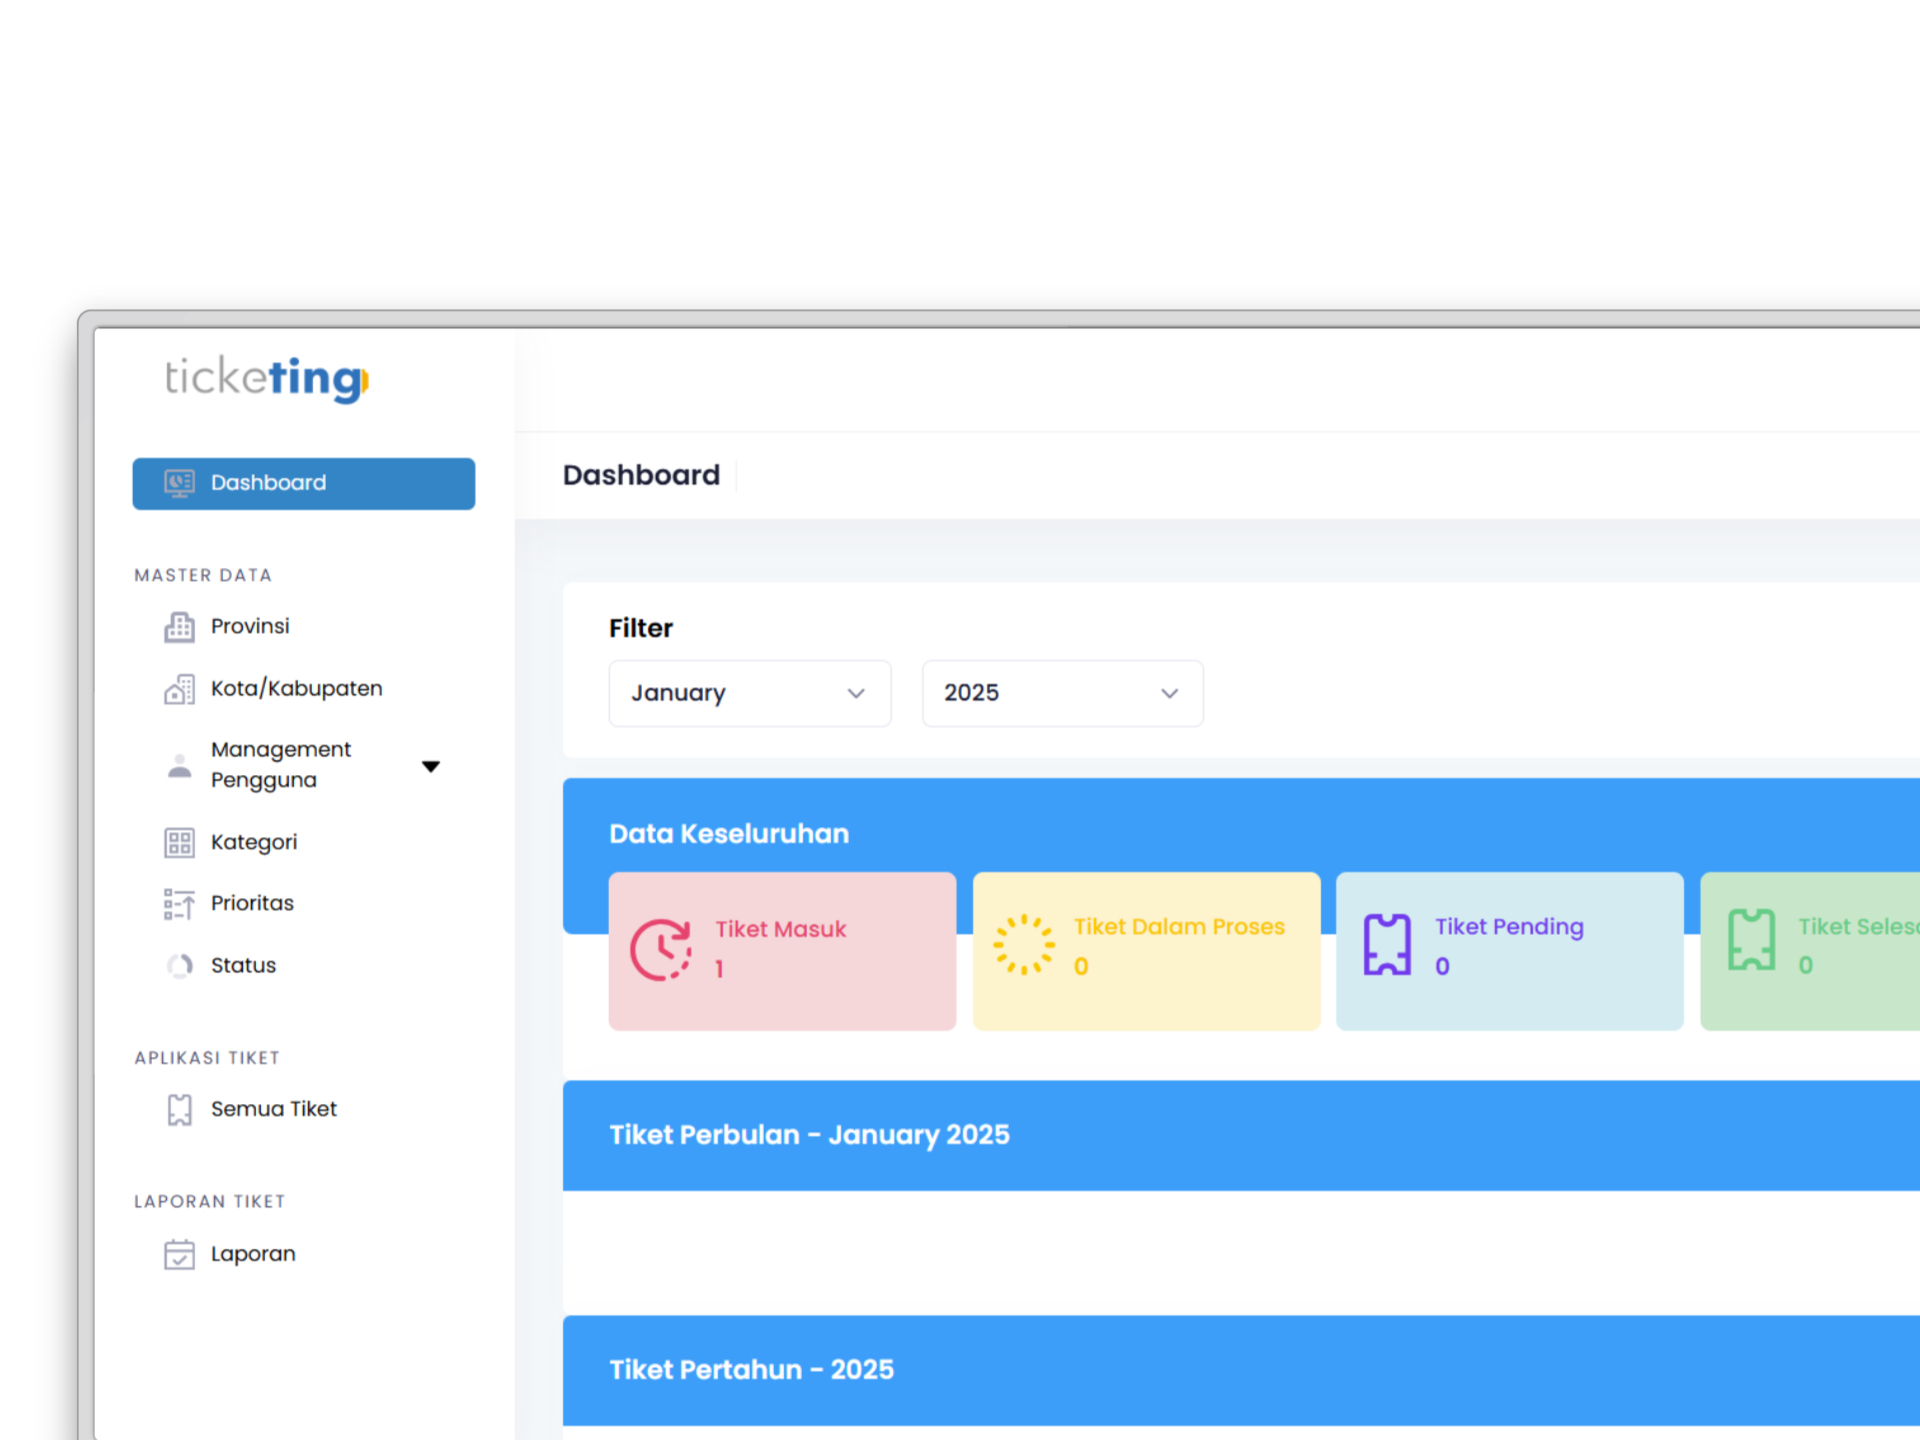 ticketing
Dashboard
MASTER DATA
Provinsi
Kota/Kabupaten
Management
Pengguna
Kategori
Prioritas
Status
APLIKASI TIKET
Semua Tiket
LAPORAN TIKET
Laporan
Dashboard
Filter
January
2025
Data Keseluruhan
Tiket Masuk
1
Tiket Dalam Proses
0
Tiket Pending
0
Tiket
0
Tiket Perbulan - January 2025
Tiket Pertahun - 2025